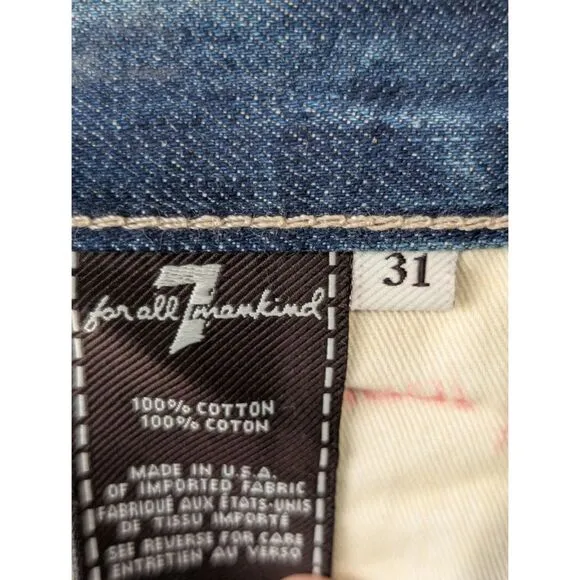 for all 7 mankind
31
100% COTTON
100% COTON
MADE IN U.S.A.
OF IMPORTED FABRIC
FABRIQUÉ AUX ÉTATS-UNIS
DE TISSU IMPORTÉ
SEE REVERSE FOR CARE
ENTRETIEN AU VERSO